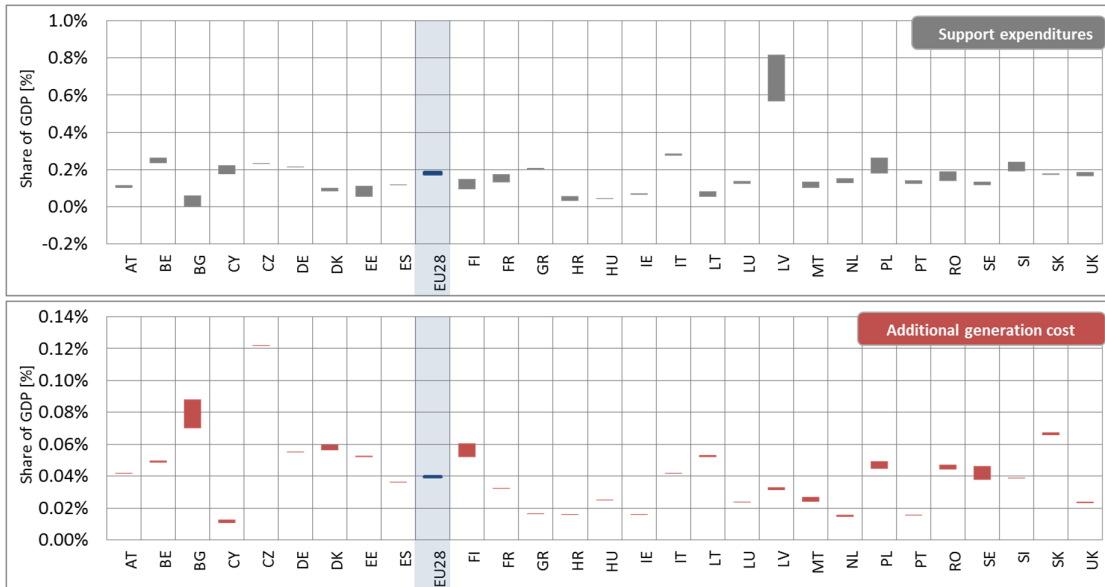 Support expenditures
Share of GDP [%]
1.0%
0.8%
0.6%
0.4%
0.2%
0.0%
-0.2%
AT BE BG CY CZ DE DK EE ES EU28 FI FR GR HR HU IE IT LT LU LV MT NL PL PT RO SE SI SK UK
Additional generation cost
Share of GDP [%]
0.14%
0.12%
0.10%
0.08%
0.06%
0.04%
0.02%
0.00%
AT BE BG CY CZ DE DK EE ES EU28 FI FR GR HR HU IE IT LT LU LV MT NL PL PT RO SE SI SK UK